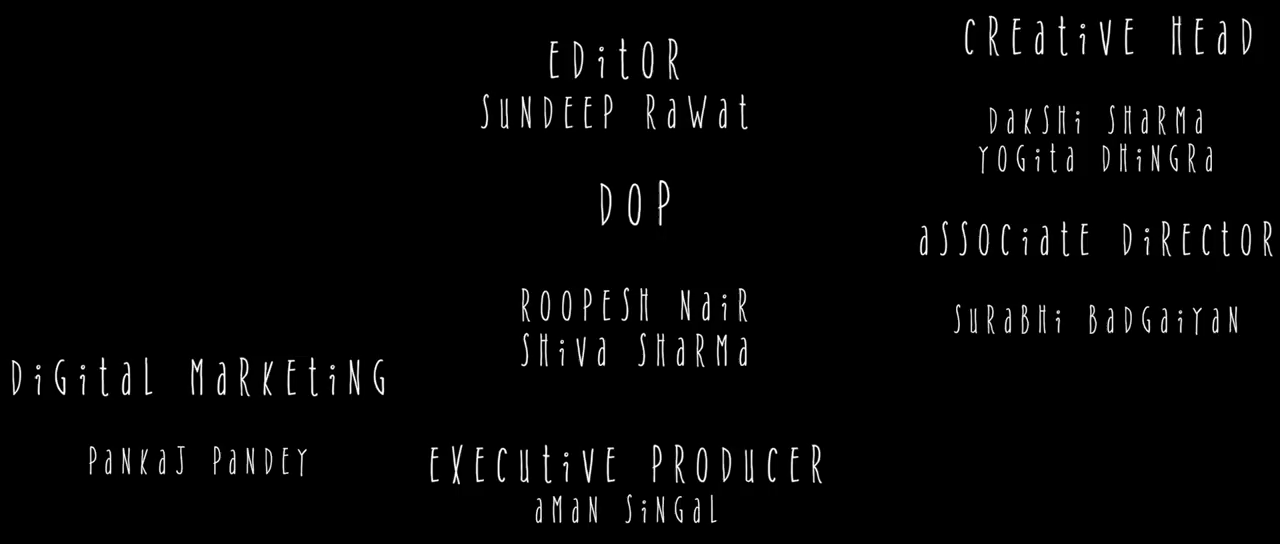 DiGitaL MaRKEtiNG
PaNKaJ PaNDEY
EDitOR
SuNDEEP RaWat
DOP
ROOPESH NaiR
SHiva SHaRMa
EXECutiVE PRODUCER
aMaN SiNGaL
CREatiVE HEaD
DaKSHi SHaRMa
YOGita DHiNGRa
aSSOCiatE DiRECtOR
SuRaBHi BaDGaiYaN